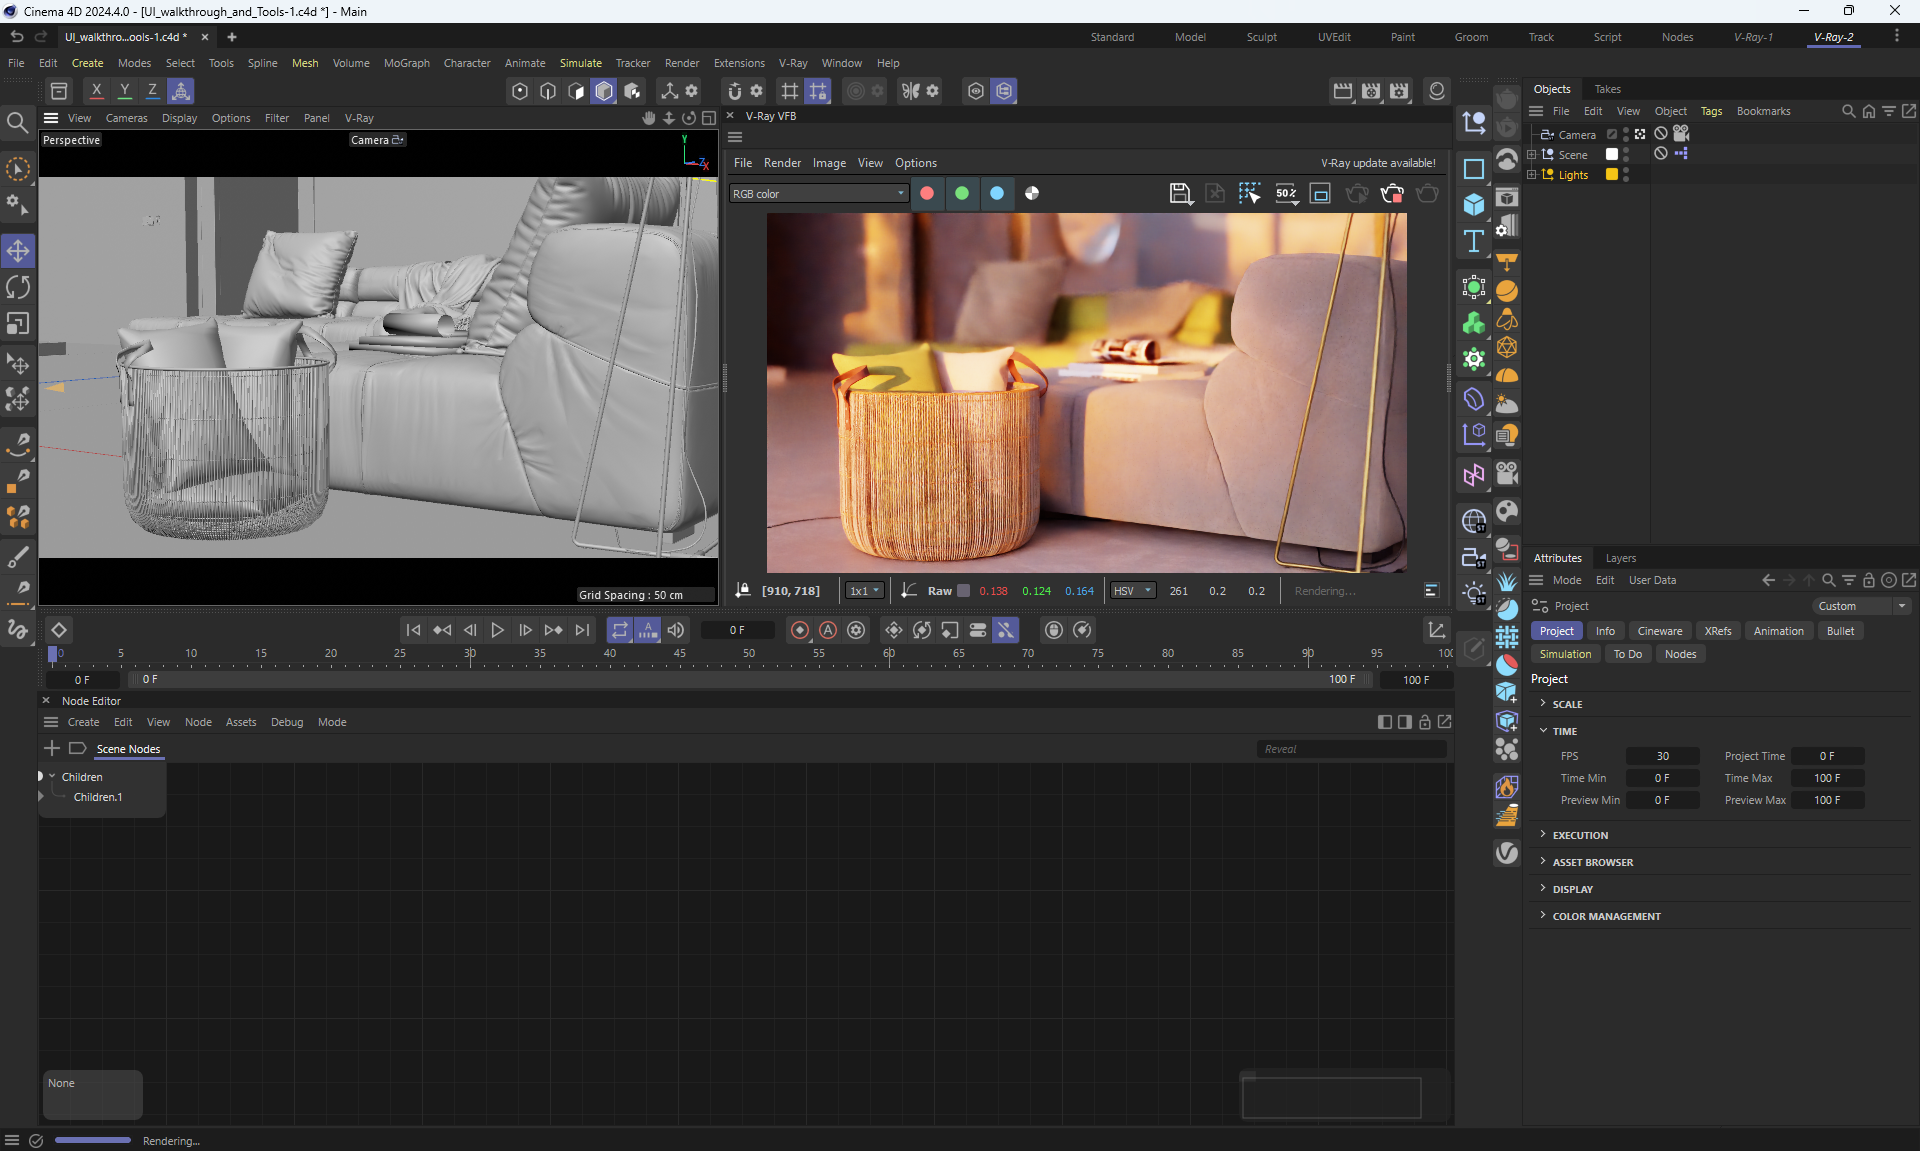 Cinema 4D 2024.4.0 - [UI_walkthrough_and_Tools-1.c4d *] - Main
UI_walkthro...ools-1.c4d *
Standard Model Sculpt UVEdit Paint Groom Track Script Nodes V-Ray-1 V-Ray-2
File Edit Create Modes Select Tools Spline Mesh Volume MoGraph Character Animate Simulate Tracker Render Extensions V-Ray Window Help
X Y Z
Objects Takes
File Edit View Object Tags Bookmarks
View Cameras Display Options Filter Panel V-Ray
V-Ray VFB
Perspective
Camera
Y
Z
X
Camera
Scene
Lights
File Render Image View Options
V-Ray update available!
RGB color
50%
Grid Spacing : 50 cm
[910, 718]
1x1
Raw
0.138 0.124 0.164
HSV
261 0.2 0.2
Rendering...
ST
ST
ST
Attributes Layers
Mode Edit User Data
Project
Custom
Project Info Cineware XRefs Animation Bullet
Simulation To Do Nodes
Project
SCALE
TIME
FPS 30 Project Time 0 F
Time Min 0 F Time Max 100 F
Preview Min 0 F Preview Max 100 F
EXECUTION
ASSET BROWSER
DISPLAY
COLOR MANAGEMENT
A
0 F
A
0 5 10 15 20 25 30 35 40 45 50 55 60 65 70 75 80 85 90 95 100
0 F
0 F
100 F
100 F
Node Editor
Create Edit View Node Assets Debug Mode
Scene Nodes
Reveal
Children
Children.1
None
Rendering...